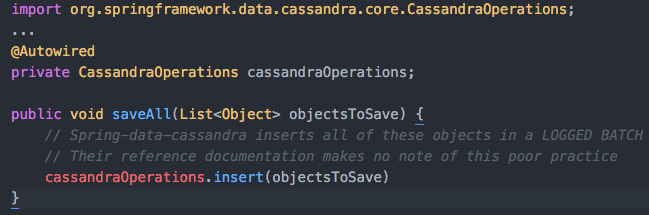 import org.springframework.data.cassandra.core.CassandraOperations;
...
@Autowired
private CassandraOperations cassandraOperations;

public void saveAll(List<Object> objectsToSave) {
    // Spring-data-cassandra inserts all of these objects in a LOGGED BATCH
    // Their reference documentation makes no note of this poor practice
    cassandraOperations.insert(objectsToSave)
}